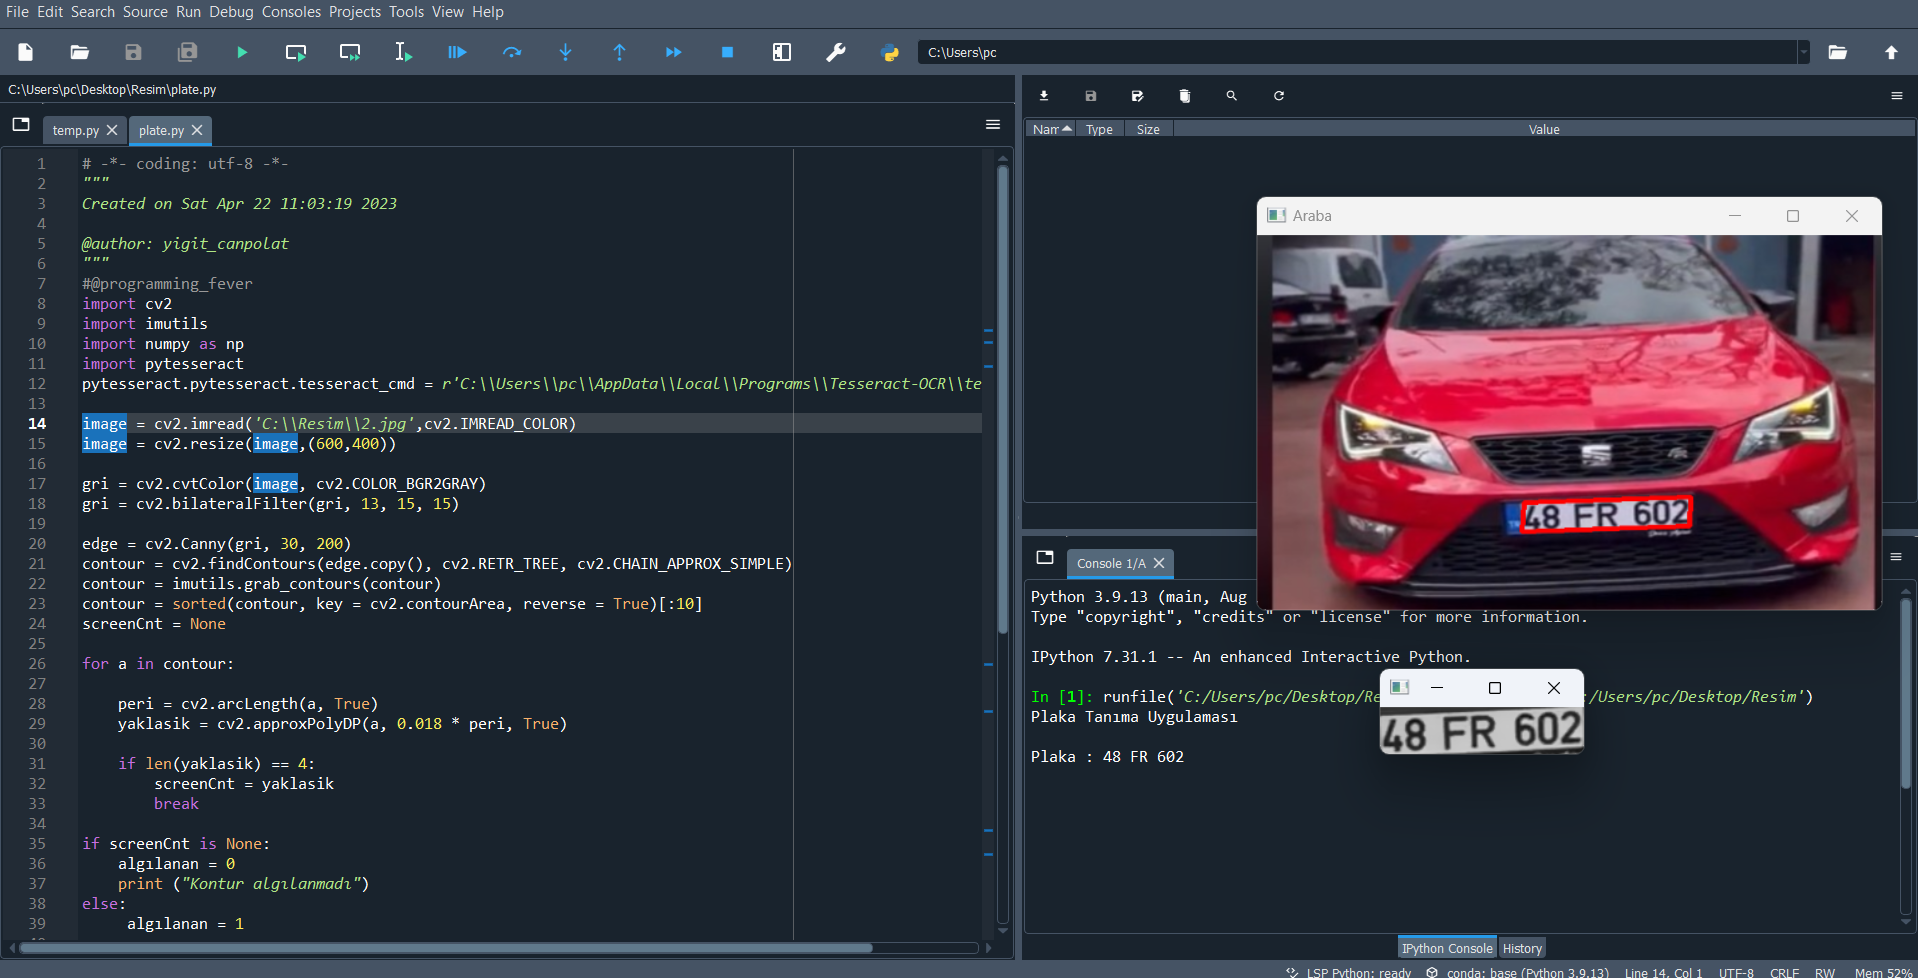 File Edit Search Source Run Debug Consoles Projects Tools View Help
C:\Users\pc
C:\Users\pc\Desktop\Resim\plate.py
temp.py
plate.py
1 # -*- coding: utf-8 -*-
2 """
3 Created on Sat Apr 22 11:03:19 2023
4
5 @author: yigit_canpolat
6 """
7 #@programming_fever
8 import cv2
9 import imutils
10 import numpy as np
11 import pytesseract
12 pytesseract.pytesseract.tesseract_cmd = r'C:\\Users\\pc\\AppData\\Local\\Programs\\Tesseract-OCR\\te
13
14 image = cv2.imread('C:\\Resim\\2.jpg',cv2.IMREAD_COLOR)
15 image = cv2.resize(image,(600,400))
16
17 gri = cv2.cvtColor(image, cv2.COLOR_BGR2GRAY)
18 gri = cv2.bilateralFilter(gri, 13, 15, 15)
19
20 edge = cv2.Canny(gri, 30, 200)
21 contour = cv2.findContours(edge.copy(), cv2.RETR_TREE, cv2.CHAIN_APPROX_SIMPLE)
22 contour = imutils.grab_contours(contour)
23 contour = sorted(contour, key = cv2.contourArea, reverse = True)[:10]
24 screenCnt = None
25
26 for a in contour:
27
28 peri = cv2.arcLength(a, True)
29 yaklasik = cv2.approxPolyDP(a, 0.018 * peri, True)
30
31 if len(yaklasik) == 4:
32 screenCnt = yaklasik
33 break
34
35 if screenCnt is None:
36 algılanan = 0
37 print ("Kontur algılanmadı")
38 else:
39 algılanan = 1
Nam Type Size Value
Araba
48 FR 602
Console 1/A
Python 3.9.13 (main, Aug
Type "copyright", "credits" or "license" for more information.
IPython 7.31.1 -- An enhanced Interactive Python.
In [1]: runfile('C:/Users/pc/Desktop/Re :/Users/pc/Desktop/Resim')
Plaka Tanıma Uygulaması
48 FR 602
Plaka : 48 FR 602
IPython Console History
LSP Python: ready conda: base (Python 3.9.13) Line 14, Col 1 UTF-8 CRLF RW Mem 52%